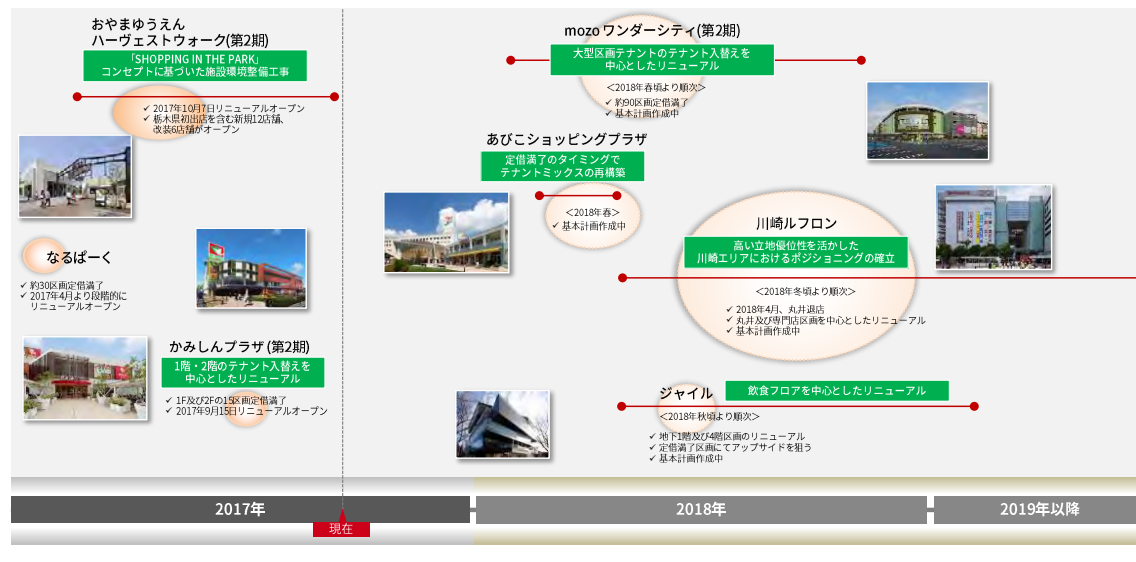 おやまゆうえん
ハーヴェストウォーク(第2期)
「SHOPPING IN THE PARK」
コンセプトに基づいた施設環境整備工事
✓ 2017年10月7日リニューアルオープン
✓ 栃木県初出店を含む新規12店舗、
改装6店舗がオープン
なるぱーく
✓ 約30区画定借満了
✓ 2017年4月より段階的に
リニューアルオープン
かみしんプラザ(第2期)
1階・2階のテナント入替えを
中心としたリニューアル
✓ 1F及び2Fの15区画定借満了
✓ 2017年9月15日リニューアルオープン
mozo ワンダーシティ(第2期)
大型区画テナントのテナント入替えを
中心としたリニューアル
＜2018年春頃より順次＞
✓ 約90区画定借満了
✓ 基本計画作成中
あびこショッピングプラザ
定借満了のタイミングで
テナントミックスの再構築
＜2018年春＞
✓ 基本計画作成中
川崎ルフロン
高い立地優位性を活かした
川崎エリアにおけるポジショニングの確立
＜2018年冬頃より順次＞
✓ 2018年4月、丸井退店
✓ 丸井及び専門店区画を中心としたリニューアル
✓ 基本計画作成中
ジャイル
飲食フロアを中心としたリニューアル
＜2018年秋頃より順次＞
✓ 地下1階及び4階区画のリニューアル
✓ 定借満了区画にてアップサイドを狙う
✓ 基本計画作成中
2017年
2018年
2019年以降
現在